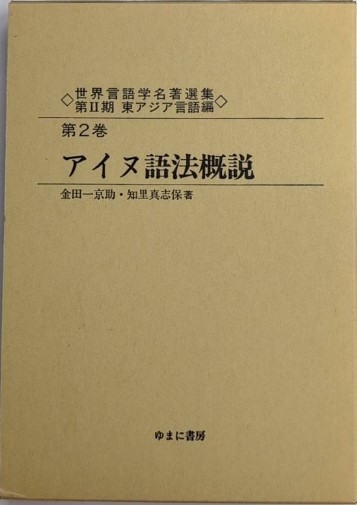 世界言語学名著選集
第Ⅱ期 東アジア言語編
第2巻
アイヌ語法概説
金田一京助・知里真志保著
ゆまに書房